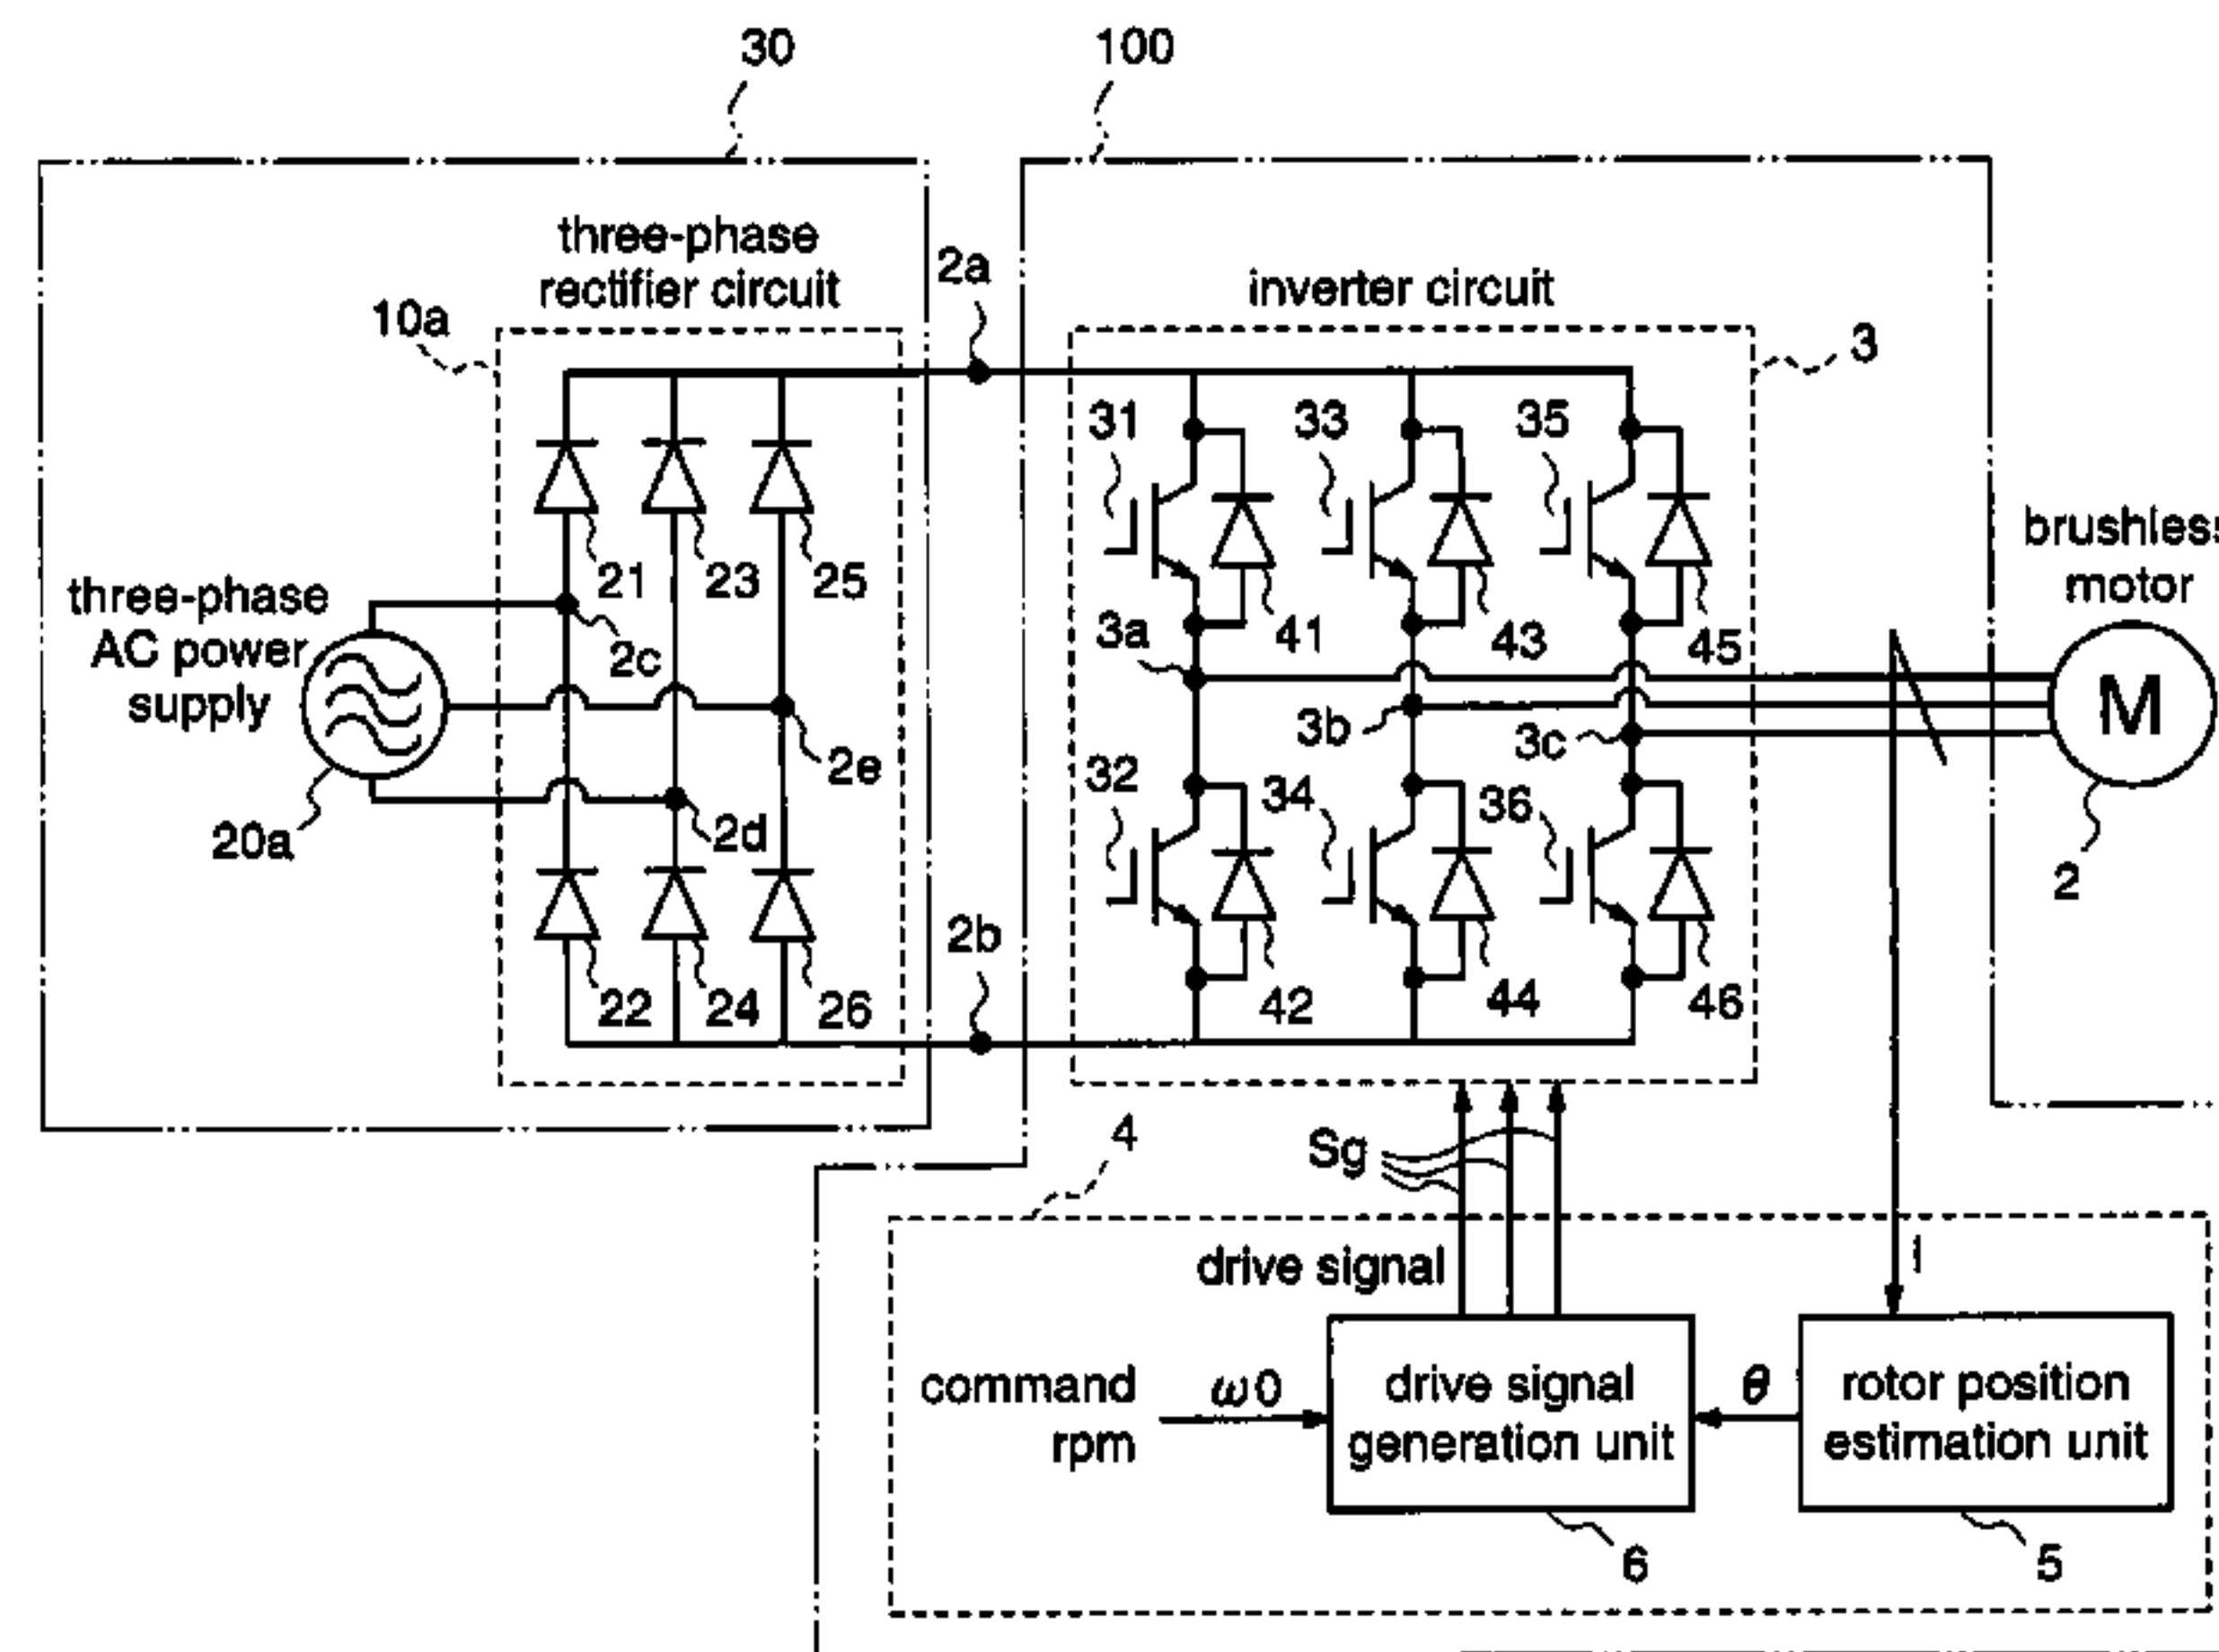 30
100
three-phase
rectifier circuit
2a
inverter circuit
10a
3
31
33
35
21
23
25
brushless
motor
three-phase
AC power
supply
2c
3a
41
43
45
M
2e
3b
3c
20a
2d
32
34
36
2
2b
22
24
26
42
44
46
4
Sg
drive signal
I
command
rpm
ω0
drive signal
generation unit
θ
rotor position
estimation unit
6
5